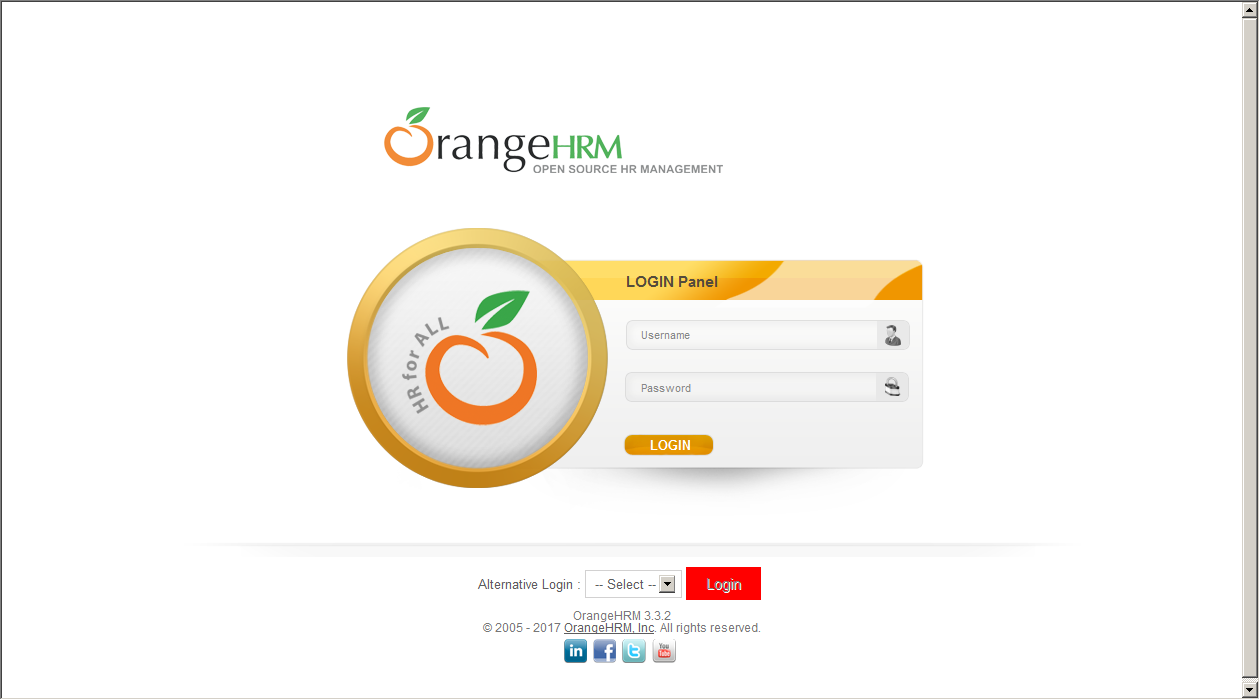 OrangeHRM
OPEN SOURCE HR MANAGEMENT
HR for ALL
LOGIN Panel
Username
Password
LOGIN
Alternative Login : -- Select -- Login
OrangeHRM 3.3.2
© 2005 - 2017 OrangeHRM, Inc. All rights reserved.
in f t You Tube